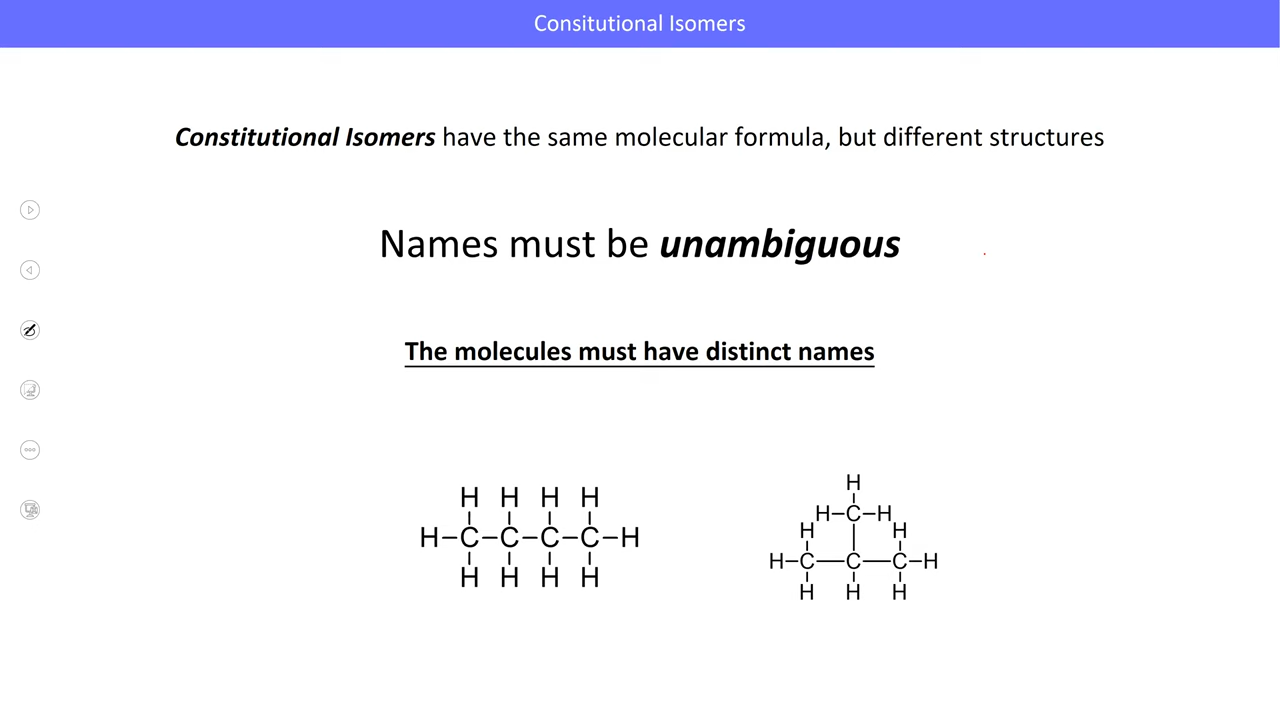 Consitutional Isomers
Constitutional Isomers have the same molecular formula, but different structures
Names must be unambiguous
The molecules must have distinct names
H H H H
H–C–C–C–C–H
H H H H
H
H–C–H
H H
H–C—C—C–H
H H H